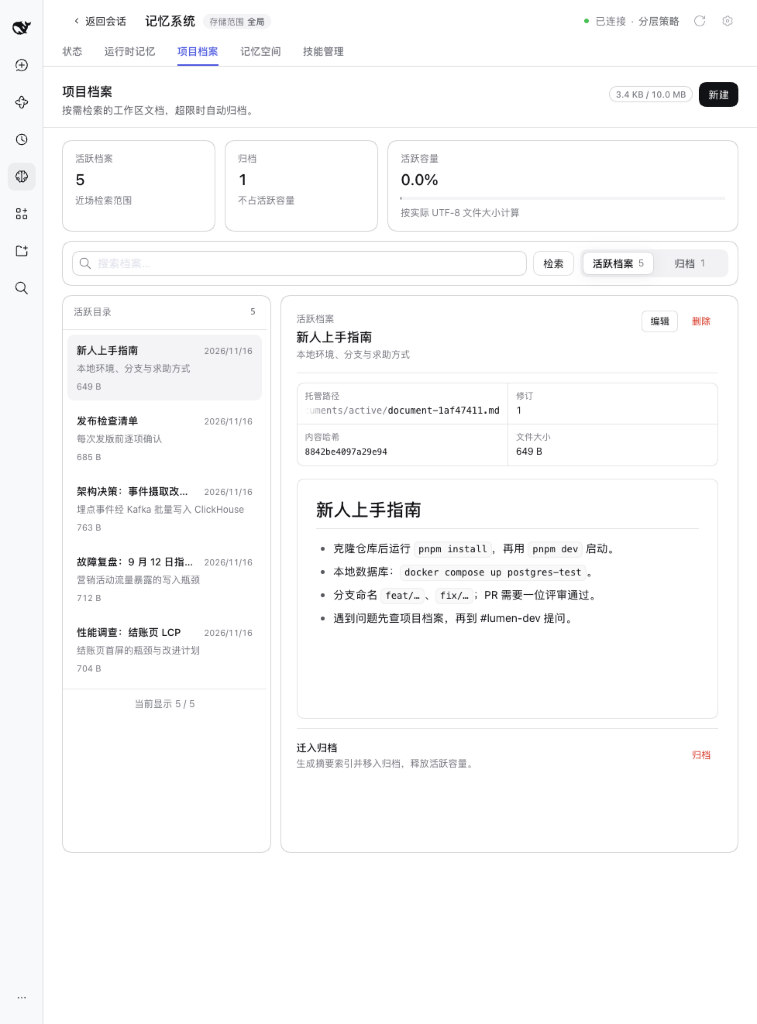 返回会话 记忆系统 存储范围 全局 已连接 · 分层策略
状态 运行时记忆 项目档案 记忆空间 技能管理
项目档案
按需检索的工作区文档，超限时自动归档。
3.4 KB / 10.0 MB 新建
活跃档案
5
近场检索范围
归档
1
不占活跃容量
活跃容量
0.0%
按实际 UTF-8 文件大小计算
搜索档案... 检索 活跃档案 5 归档 1
活跃目录 5
新人上手指南 2026/11/16
本地环境、分支与求助方式
649 B
发布检查清单 2026/11/16
每次发版前逐项确认
685 B
架构决策：事件摄取改... 2026/11/16
埋点事件经 Kafka 批量写入 ClickHouse
763 B
故障复盘：9 月 12 日指... 2026/11/16
营销活动流量暴露的写入瓶颈
712 B
性能调查：结账页 LCP 2026/11/16
结账页首屏的瓶颈与改进计划
704 B
当前显示 5 / 5
活跃档案
新人上手指南
本地环境、分支与求助方式
编辑 删除
托管路径
uments/active/document-1af47411.md
修订
1
内容哈希
8842be4097a29e94
文件大小
649 B
新人上手指南
• 克隆仓库后运行 pnpm install，再用 pnpm dev 启动。
• 本地数据库：docker compose up postgres-test。
• 分支命名 feat/…、fix/…；PR 需要一位评审通过。
• 遇到问题先查项目档案，再到 #lumen-dev 提问。
迁入归档
生成摘要索引并移入归档，释放活跃容量。
归档